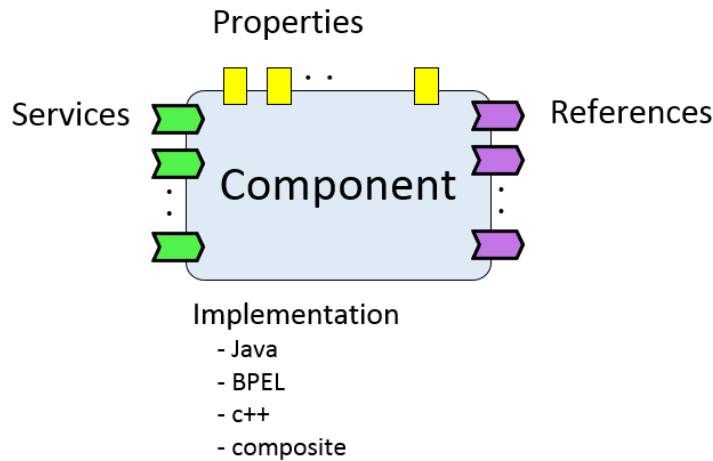 Properties
Services
References
Component
Implementation
- Java
- BPEL
- c++
- composite